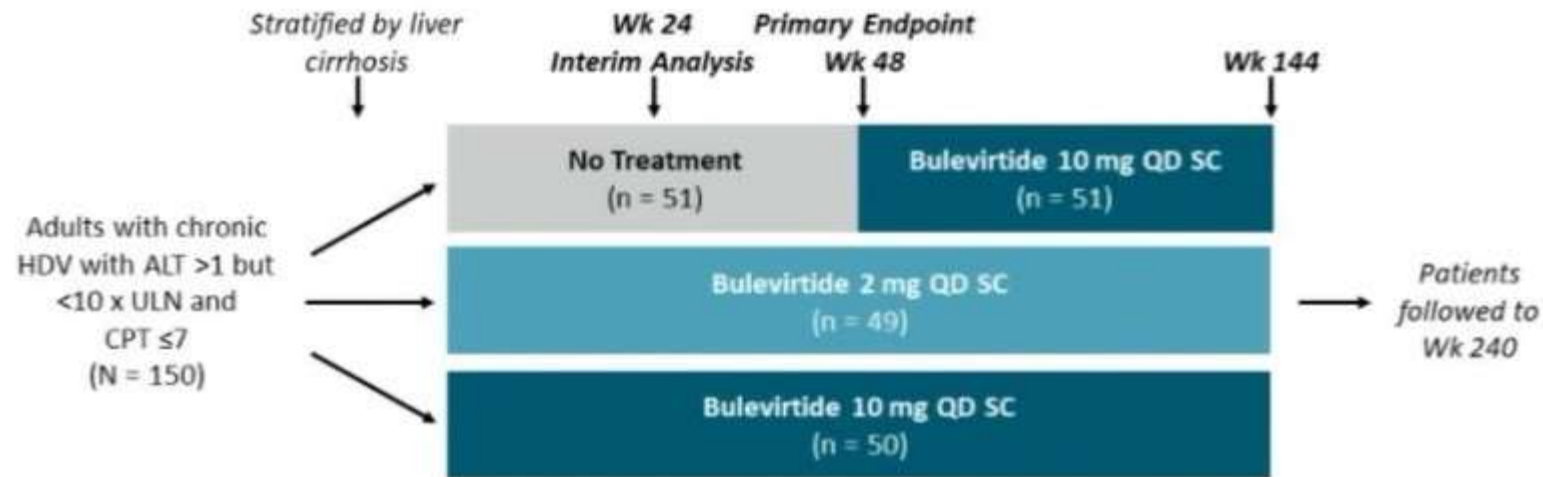 Stratified by liver
cirrhosis
Wk 24
Interim Analysis
Primary Endpoint
Wk 48
Wk 144
Adults with chronic
HDV with ALT >1 but
<10 x ULN and
CPT ≤7
(N = 150)
No Treatment
(n = 51)
Bulevirtide 10 mg QD SC
(n = 51)
Bulevirtide 2 mg QD SC
(n = 49)
Bulevirtide 10 mg QD SC
(n = 50)
Patients
followed to
Wk 240